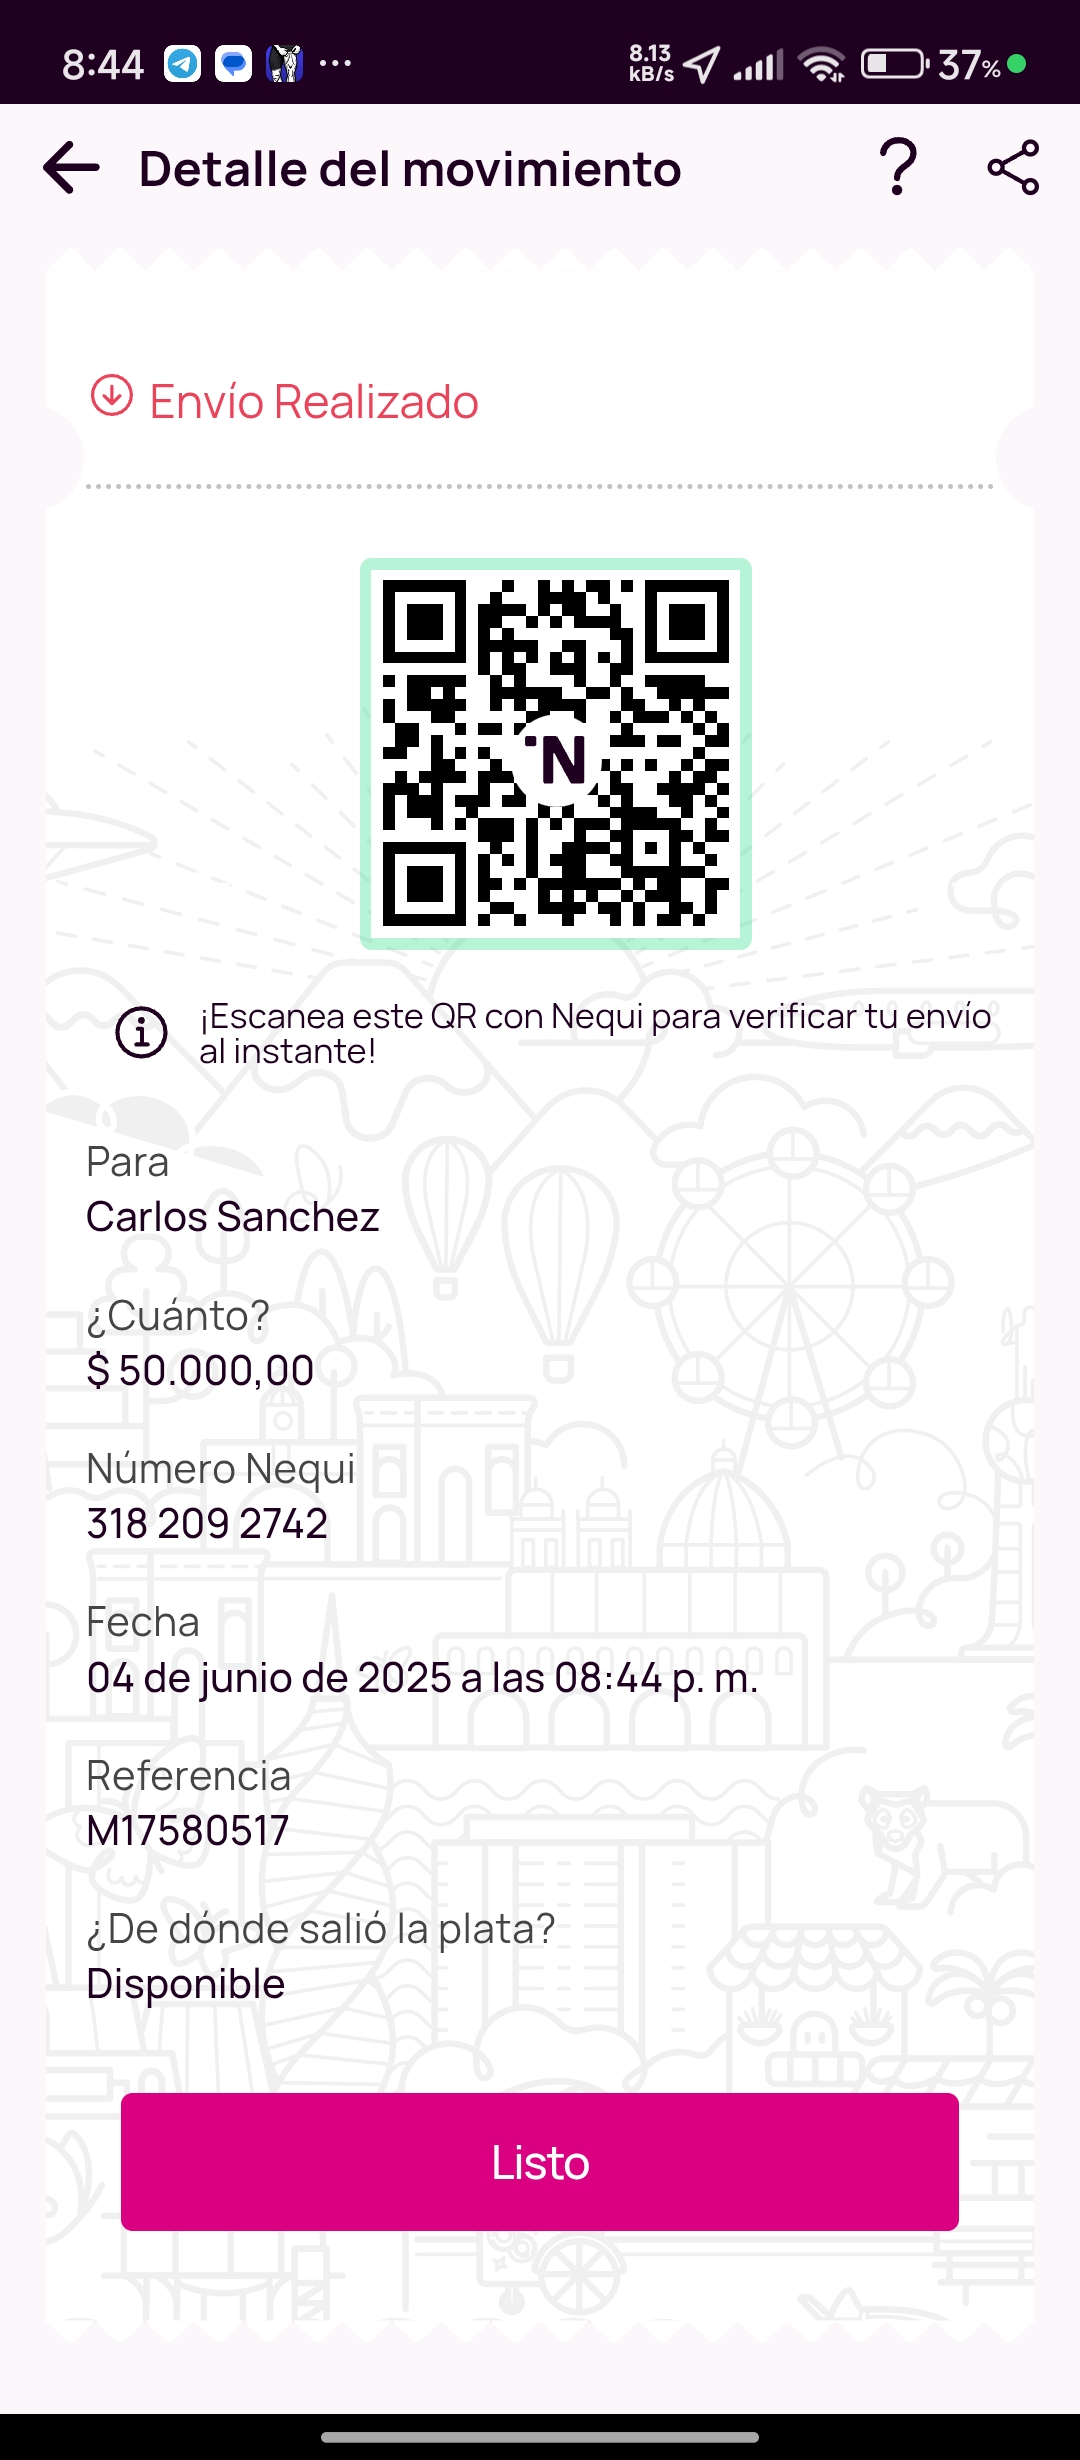 8:44
8.13
kB/s
37%
Detalle del movimiento
Envío Realizado
N
¡Escanea este QR con Nequi para verificar tu envío
al instante!
Para
Carlos Sanchez
¿Cuánto?
$ 50.000,00
Número Nequi
318 209 2742
Fecha
04 de junio de 2025 a las 08:44 p. m.
Referencia
M17580517
¿De dónde salió la plata?
Disponible
Listo